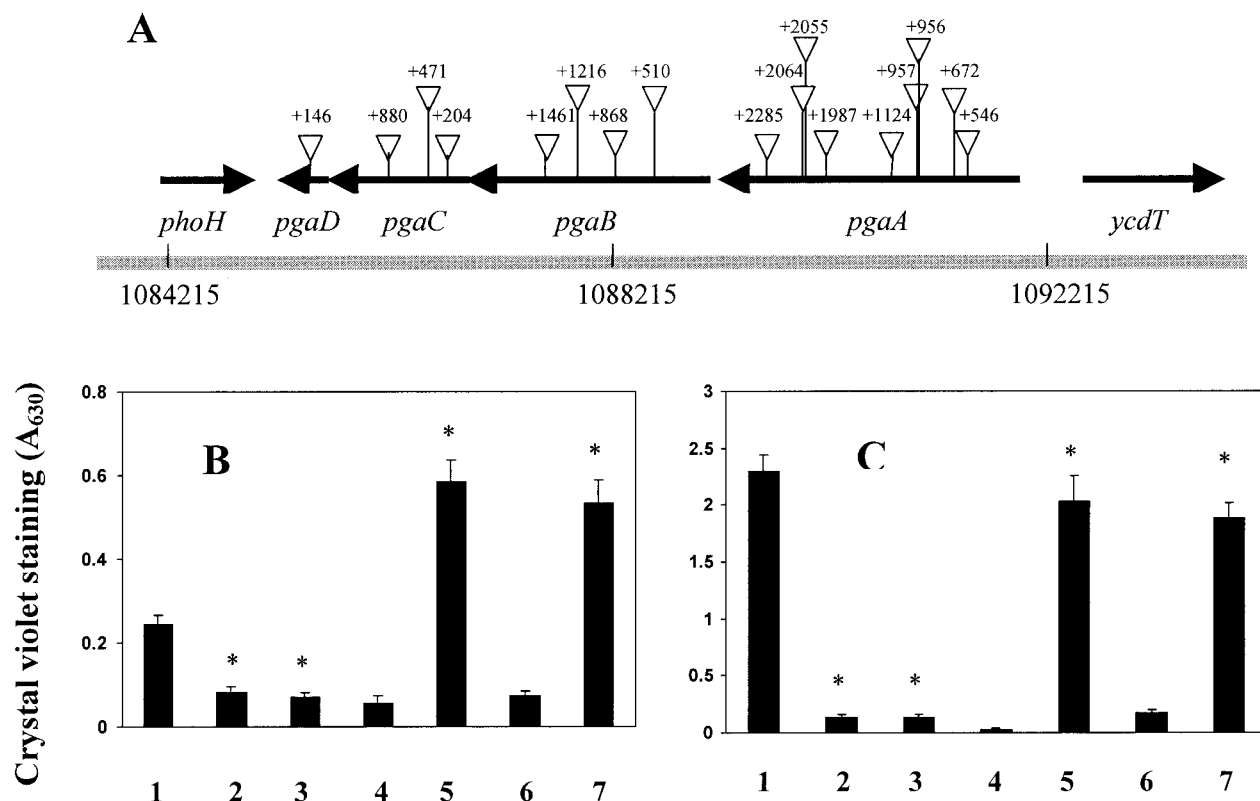 A
+2055 +956
+471 +1216 +510 +2064 +957 +672
+146 +880 +204 +1461 +868 +2285 +1987 +1124 +546
phoH pgaD pgaC pgaB pgaA ycdT
1084215 1088215 1092215
Crystal violet staining (A630)
B
0.8
0.6
0.4
0.2
0
* * * *
1 2 3 4 5 6 7
C
3
2.5
2
1.5
1
0.5
0
* * * *
1 2 3 4 5 6 7